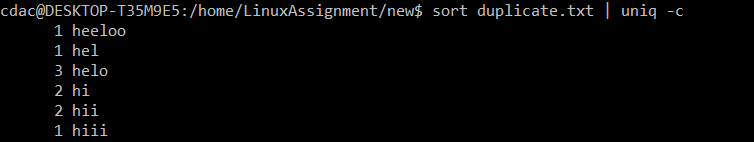 cdac@DESKTOP-T35M9E5:/home/LinuxAssignment/new$ sort duplicate.txt | uniq -c
      1 heeloo
      1 hel
      3 helo
      2 hi
      2 hii
      1 hiii